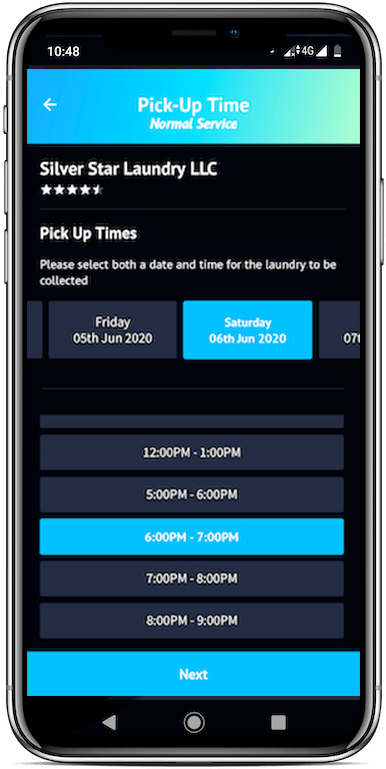 10:48
4G
Pick-Up Time
Normal Service
Silver Star Laundry LLC
Pick Up Times
Please select both a date and time for the laundry to be
collected
Friday
05th Jun 2020
Saturday
06th Jun 2020
07t
12:00PM - 1:00PM
5:00PM - 6:00PM
6:00PM - 7:00PM
7:00PM - 8:00PM
8:00PM - 9:00PM
Next